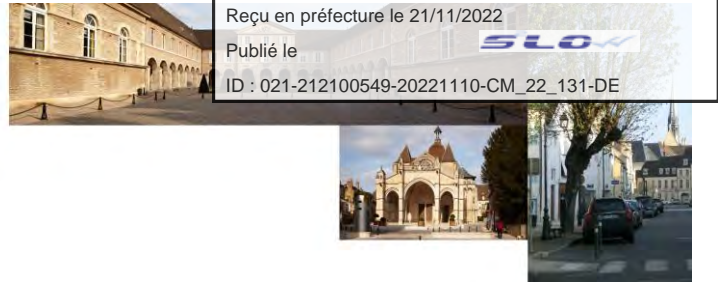 Reçu en préfecture le 21/11/2022
Publié le
SLO
ID : 021-212100549-20221110-CM_22_131-DE